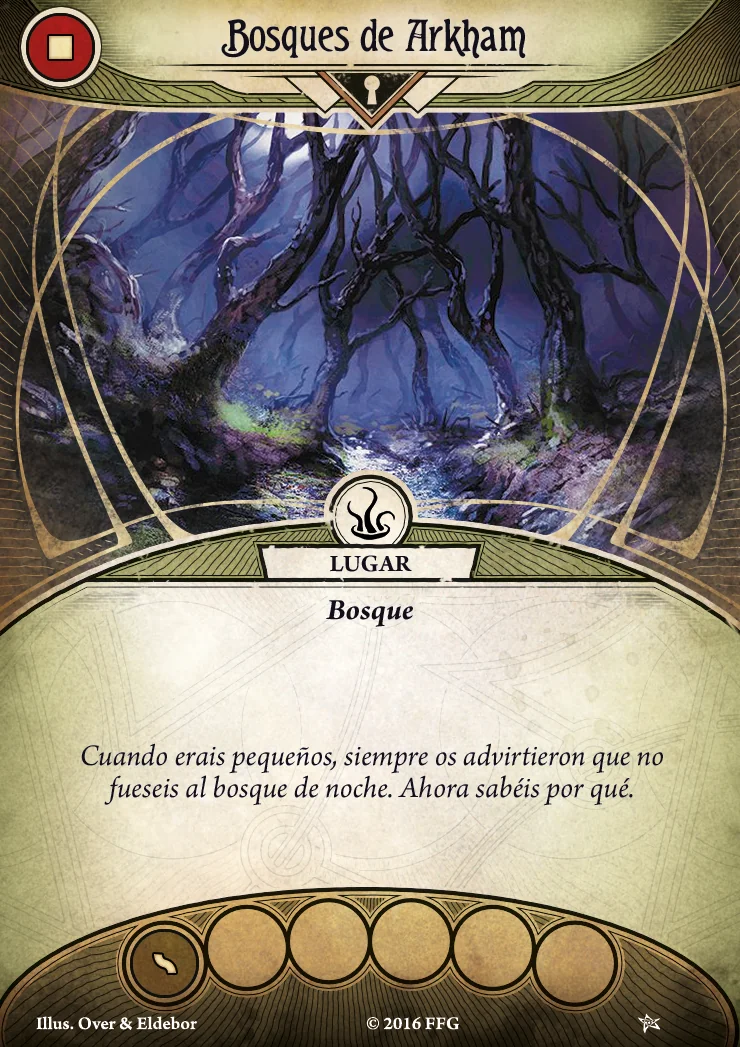 Bosques de Arkham
LUGAR
Bosque
Cuando erais pequeños, siempre os advirtieron que no
fueseis al bosque de noche. Ahora sabéis por qué.
Illus. Over & Eldebor
© 2016 FFG